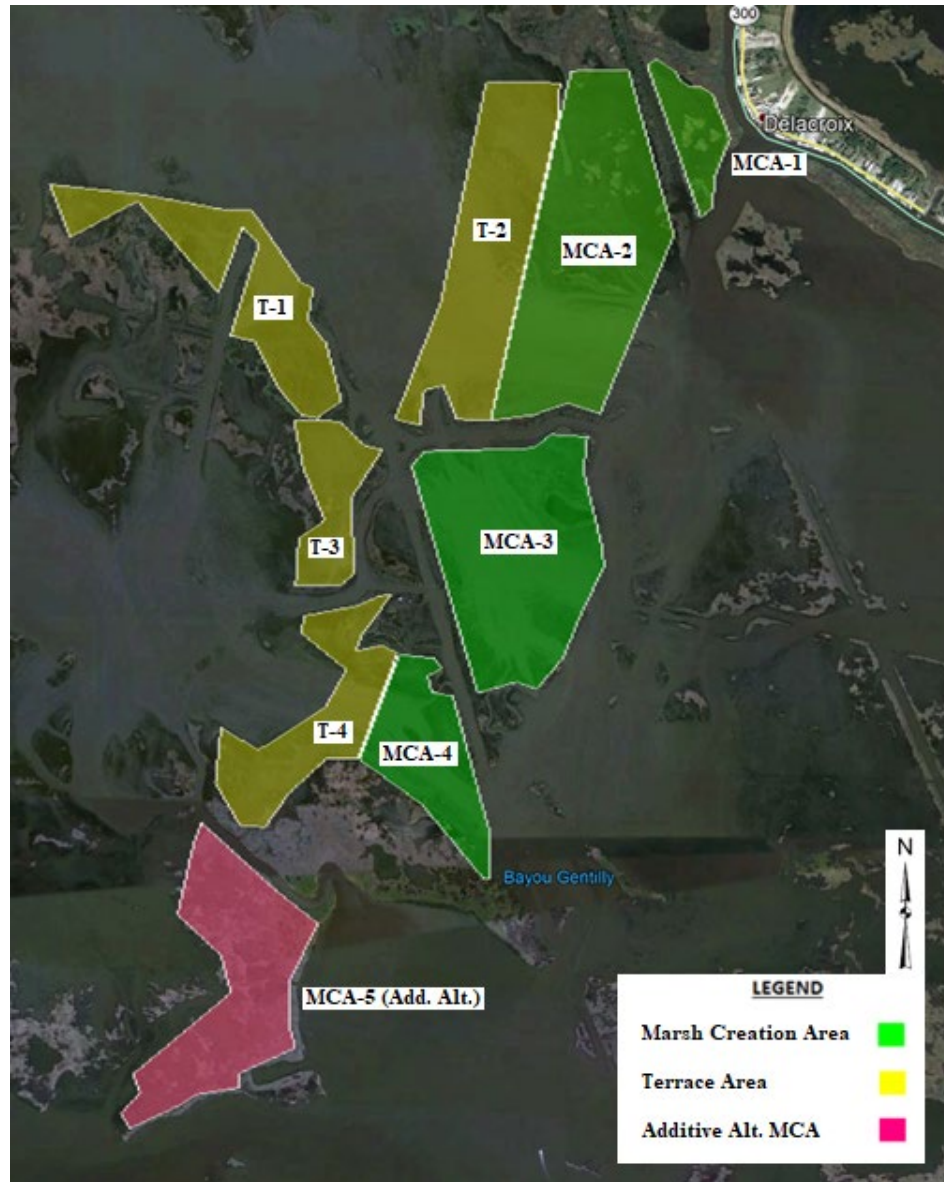 300
Delacroix
MCA-1
T-2
MCA-2
T-1
MCA-3
T-3
T-4
MCA-4
Bayou Gentilly
MCA-5 (Add. Alt.)
N
LEGEND
Marsh Creation Area
Terrace Area
Additive Alt. MCA